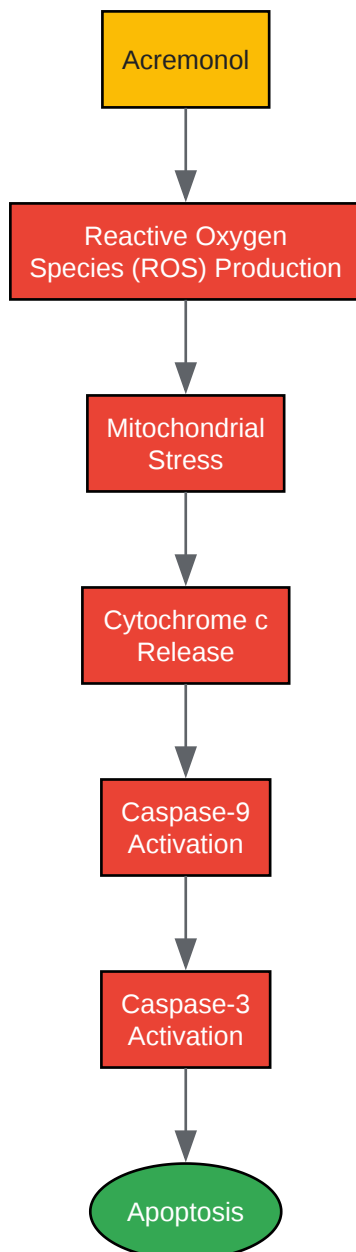 Acremonol
Reactive Oxygen
Species (ROS) Production
Mitochondrial
Stress
Cytochrome c
Release
Caspase-9
Activation
Caspase-3
Activation
Apoptosis